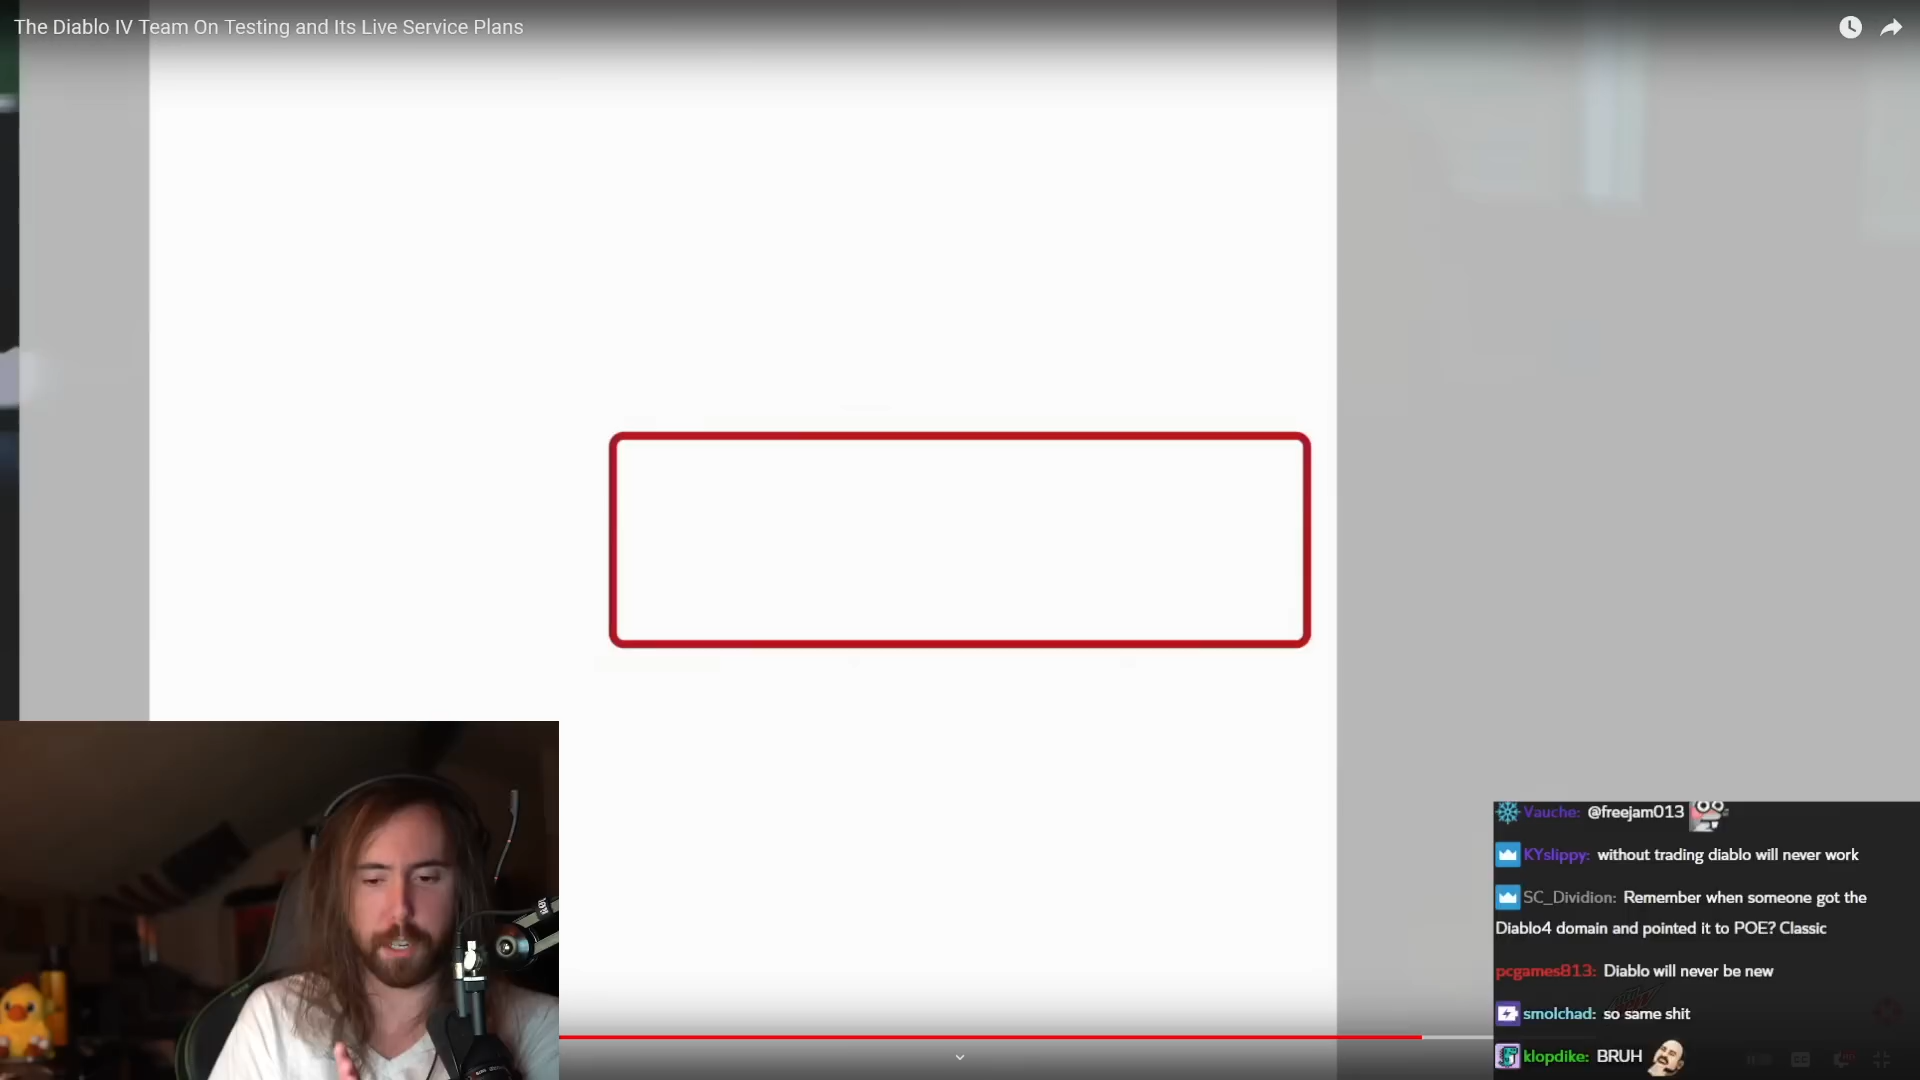 The Diablo IV Team On Testing and Its Live Service Plans
Vauche: @freejam013
KYslippy: without trading diablo will never work
SC_Dividion: Remember when someone got the
Diablo4 domain and pointed it to POE? Classic
pcgames813: Diablo will never be new
smolchad: so same shit
klopdike: BRUH